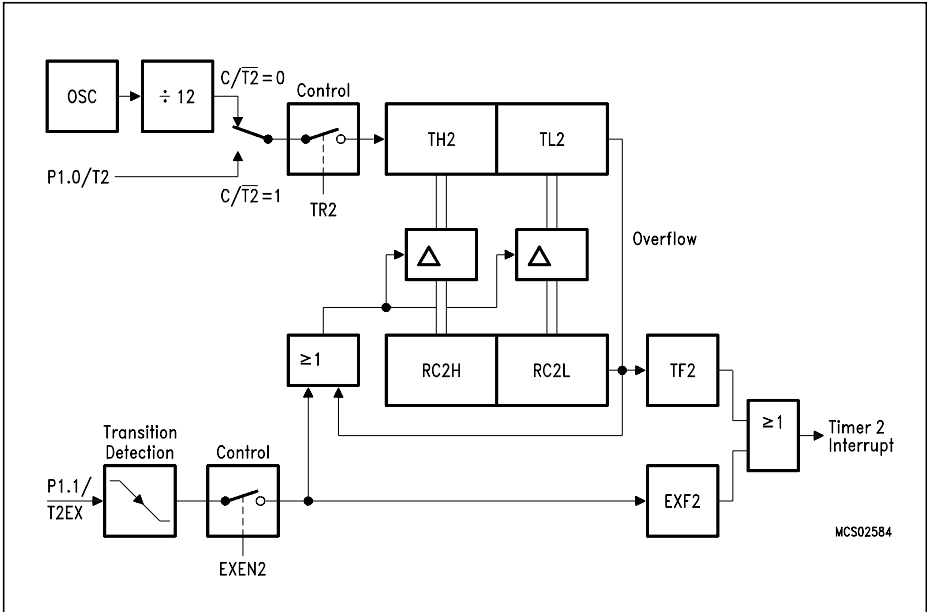 OSC
÷ 12
C/T2̅=0
Control
TH2
TL2
P1.0/T2
C/T2̅=1
TR2
Overflow
≥1
RC2H
RC2L
TF2
≥1
Timer 2
Interrupt
Transition
Detection
Control
P1.1/
T2EX
EXF2
EXEN2
MCS02584